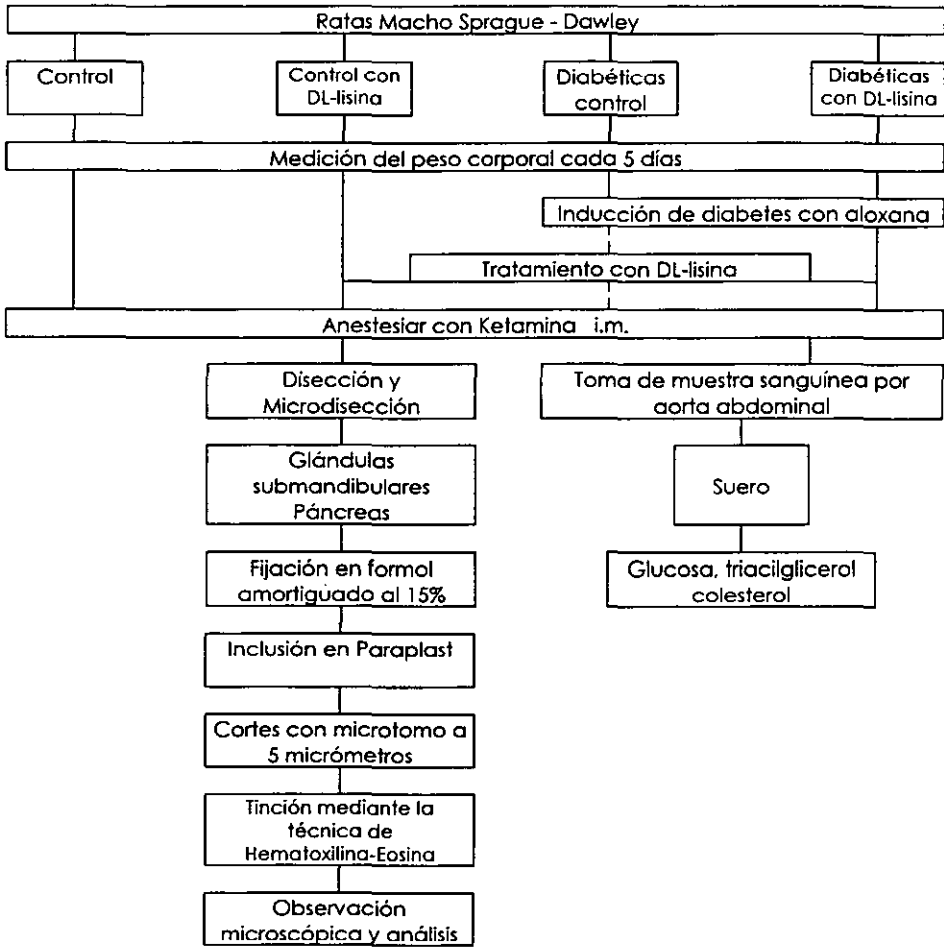 Ratas Macho Sprague - Dawley
Control
Control con
DL-lisina
Diabéticas
control
Diabéticas
con DL-lisina
Medición del peso corporal cada 5 días
Inducción de diabetes con aloxana
Tratamiento con DL-lisina
Anestesiar con Ketamina i.m.
Disección y
Microdisección
Glándulas
submandibulares
Páncreas
Fijación en formol
amortiguado al 15%
Inclusión en Paraplast
Cortes con microtomo a
5 micrómetros
Tinción mediante la
técnica de
Hematoxilina-Eosina
Observación
microscópica y análisis
Toma de muestra sanguínea por
aorta abdominal
Suero
Glucosa, triacilglicerol
colesterol